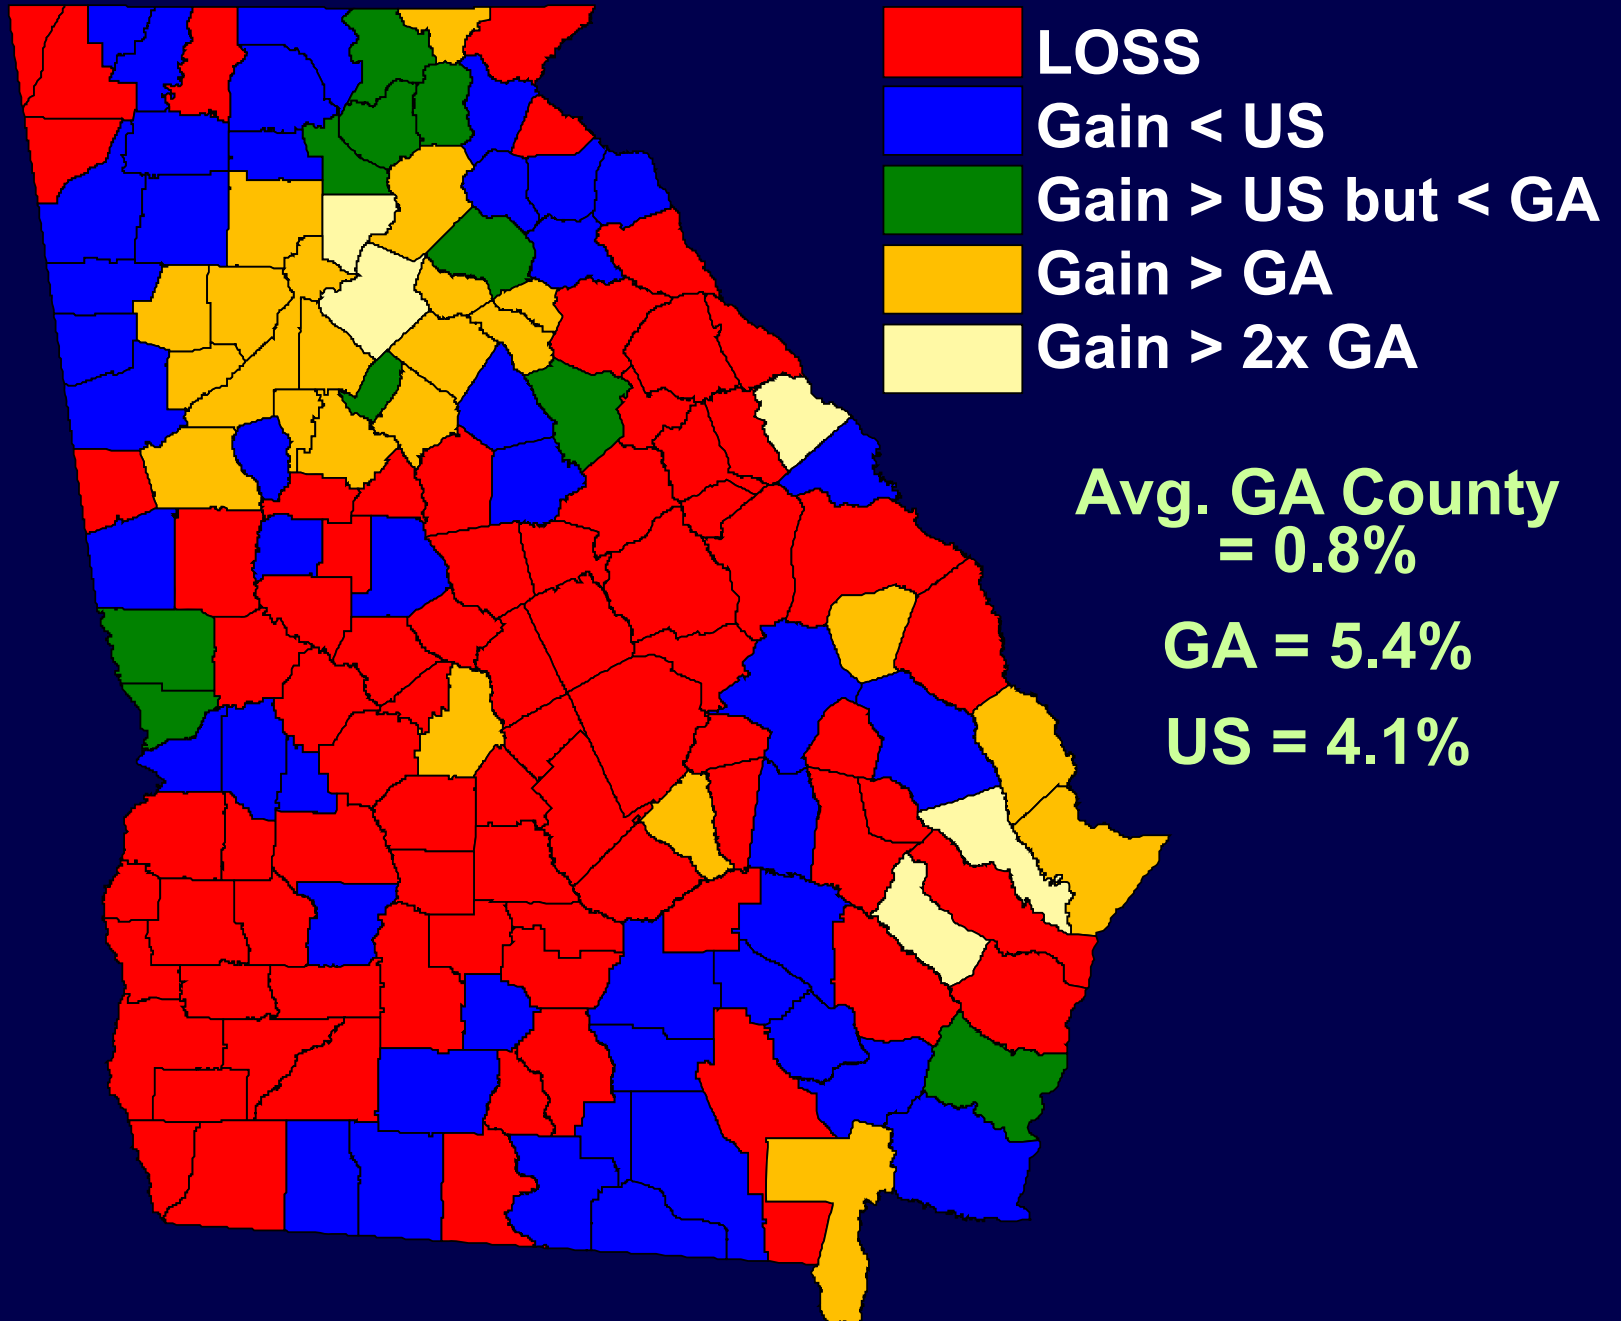 LOSS
Gain < US
Gain > US but < GA
Gain > GA
Gain > 2x GA
Avg. GA County
= 0.8%
GA = 5.4%
US = 4.1%